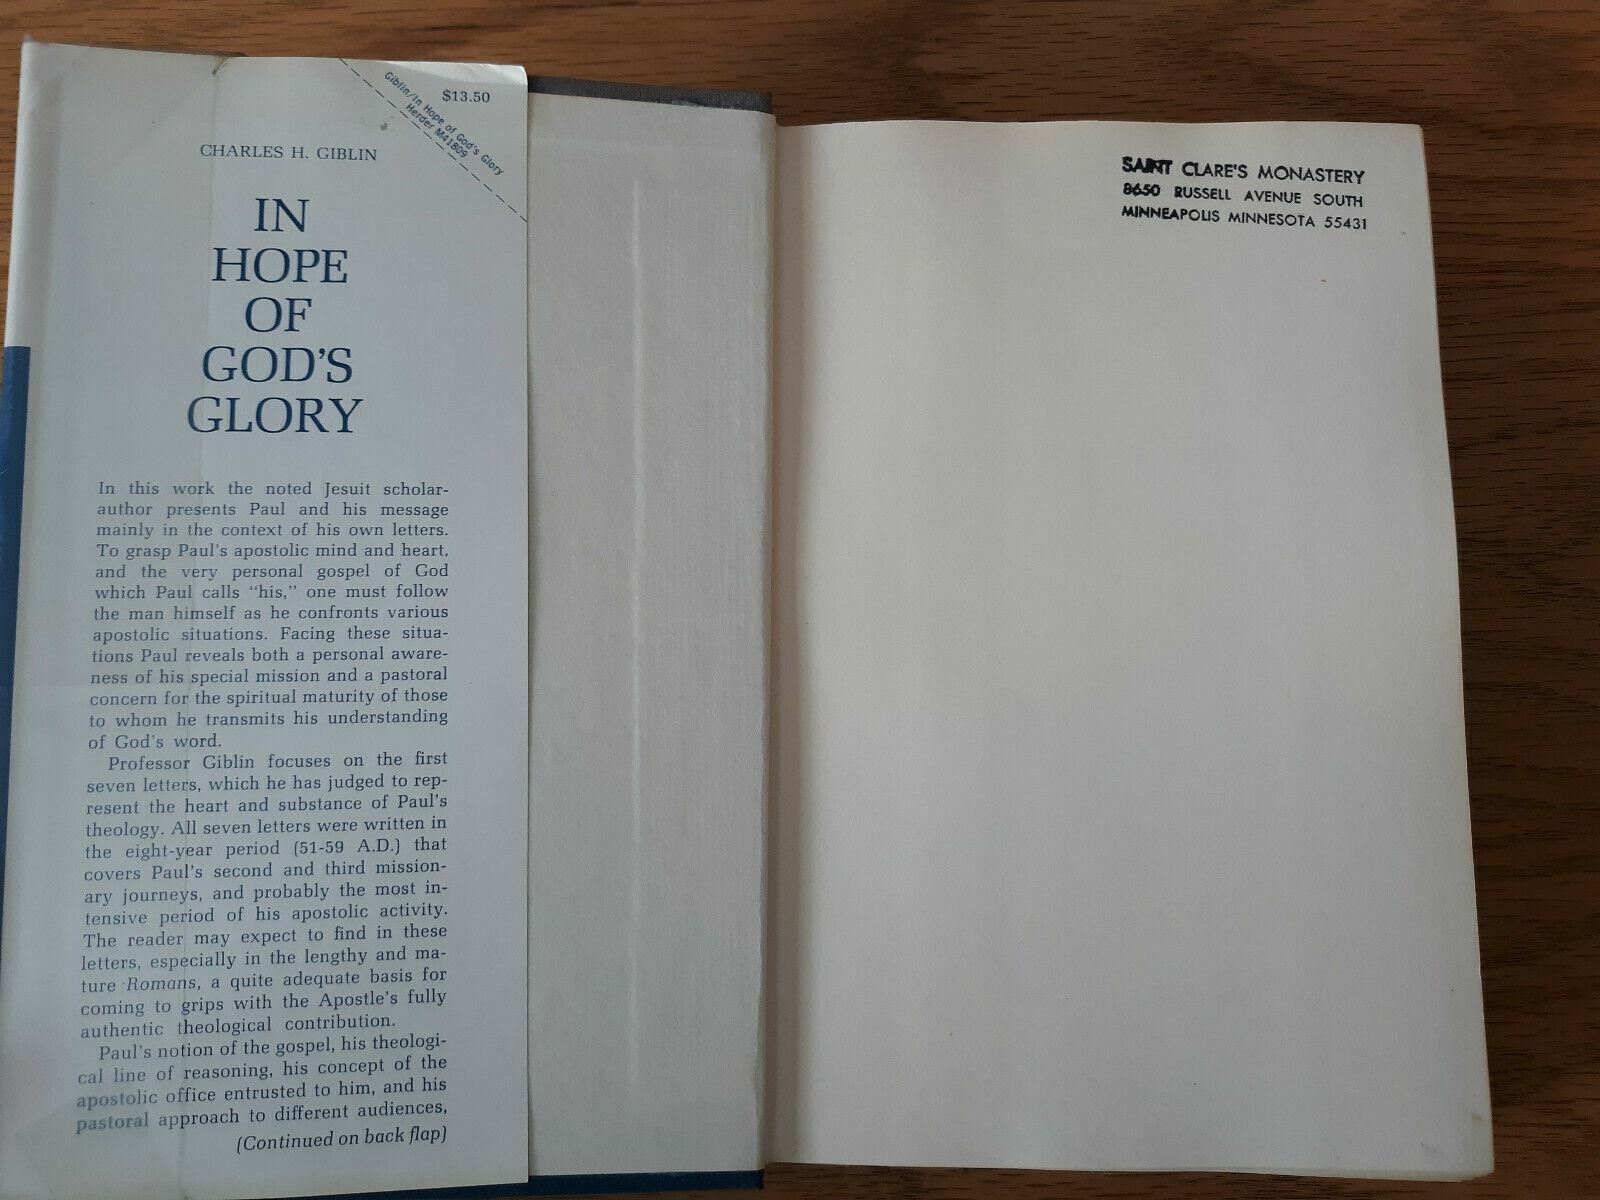 $13.50
Giblin/In Hope of God's Glory
Herder M41809
CHARLES H. GIBLIN
IN
HOPE
OF
GOD'S
GLORY
In this work the noted Jesuit scholar-
author presents Paul and his message
mainly in the context of his own letters.
To grasp Paul's apostolic mind and heart,
and the very personal gospel of God
which Paul calls "his," one must follow
the man himself as he confronts various
apostolic situations. Facing these situa-
tions Paul reveals both a personal aware-
ness of his special mission and a pastoral
concern for the spiritual maturity of those
to whom he transmits his understanding
of God's word.
Professor Giblin focuses on the first
seven letters, which he has judged to rep-
resent the heart and substance of Paul's
theology. All seven letters were written in
the eight-year period (51-59 A.D.) that
covers Paul's second and third mission-
ary journeys, and probably the most in-
tensive period of his apostolic activity.
The reader may expect to find in these
letters, especially in the lengthy and ma-
ture Romans, a quite adequate basis for
coming to grips with the Apostle's fully
authentic theological contribution.
Paul's notion of the gospel, his theologi-
cal line of reasoning, his concept of the
apostolic office entrusted to him, and his
pastoral approach to different audiences,
(Continued on back flap)
SAINT CLARE'S MONASTERY
8650 RUSSELL AVENUE SOUTH
MINNEAPOLIS MINNESOTA 55431